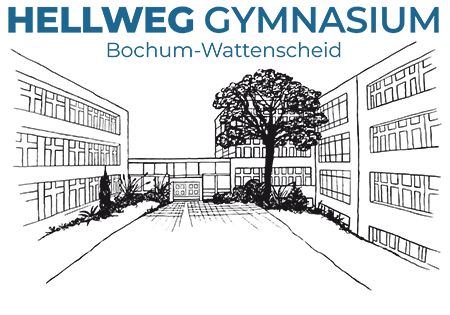 HELLWEG GYMNASIUM
Bochum-Wattenscheid